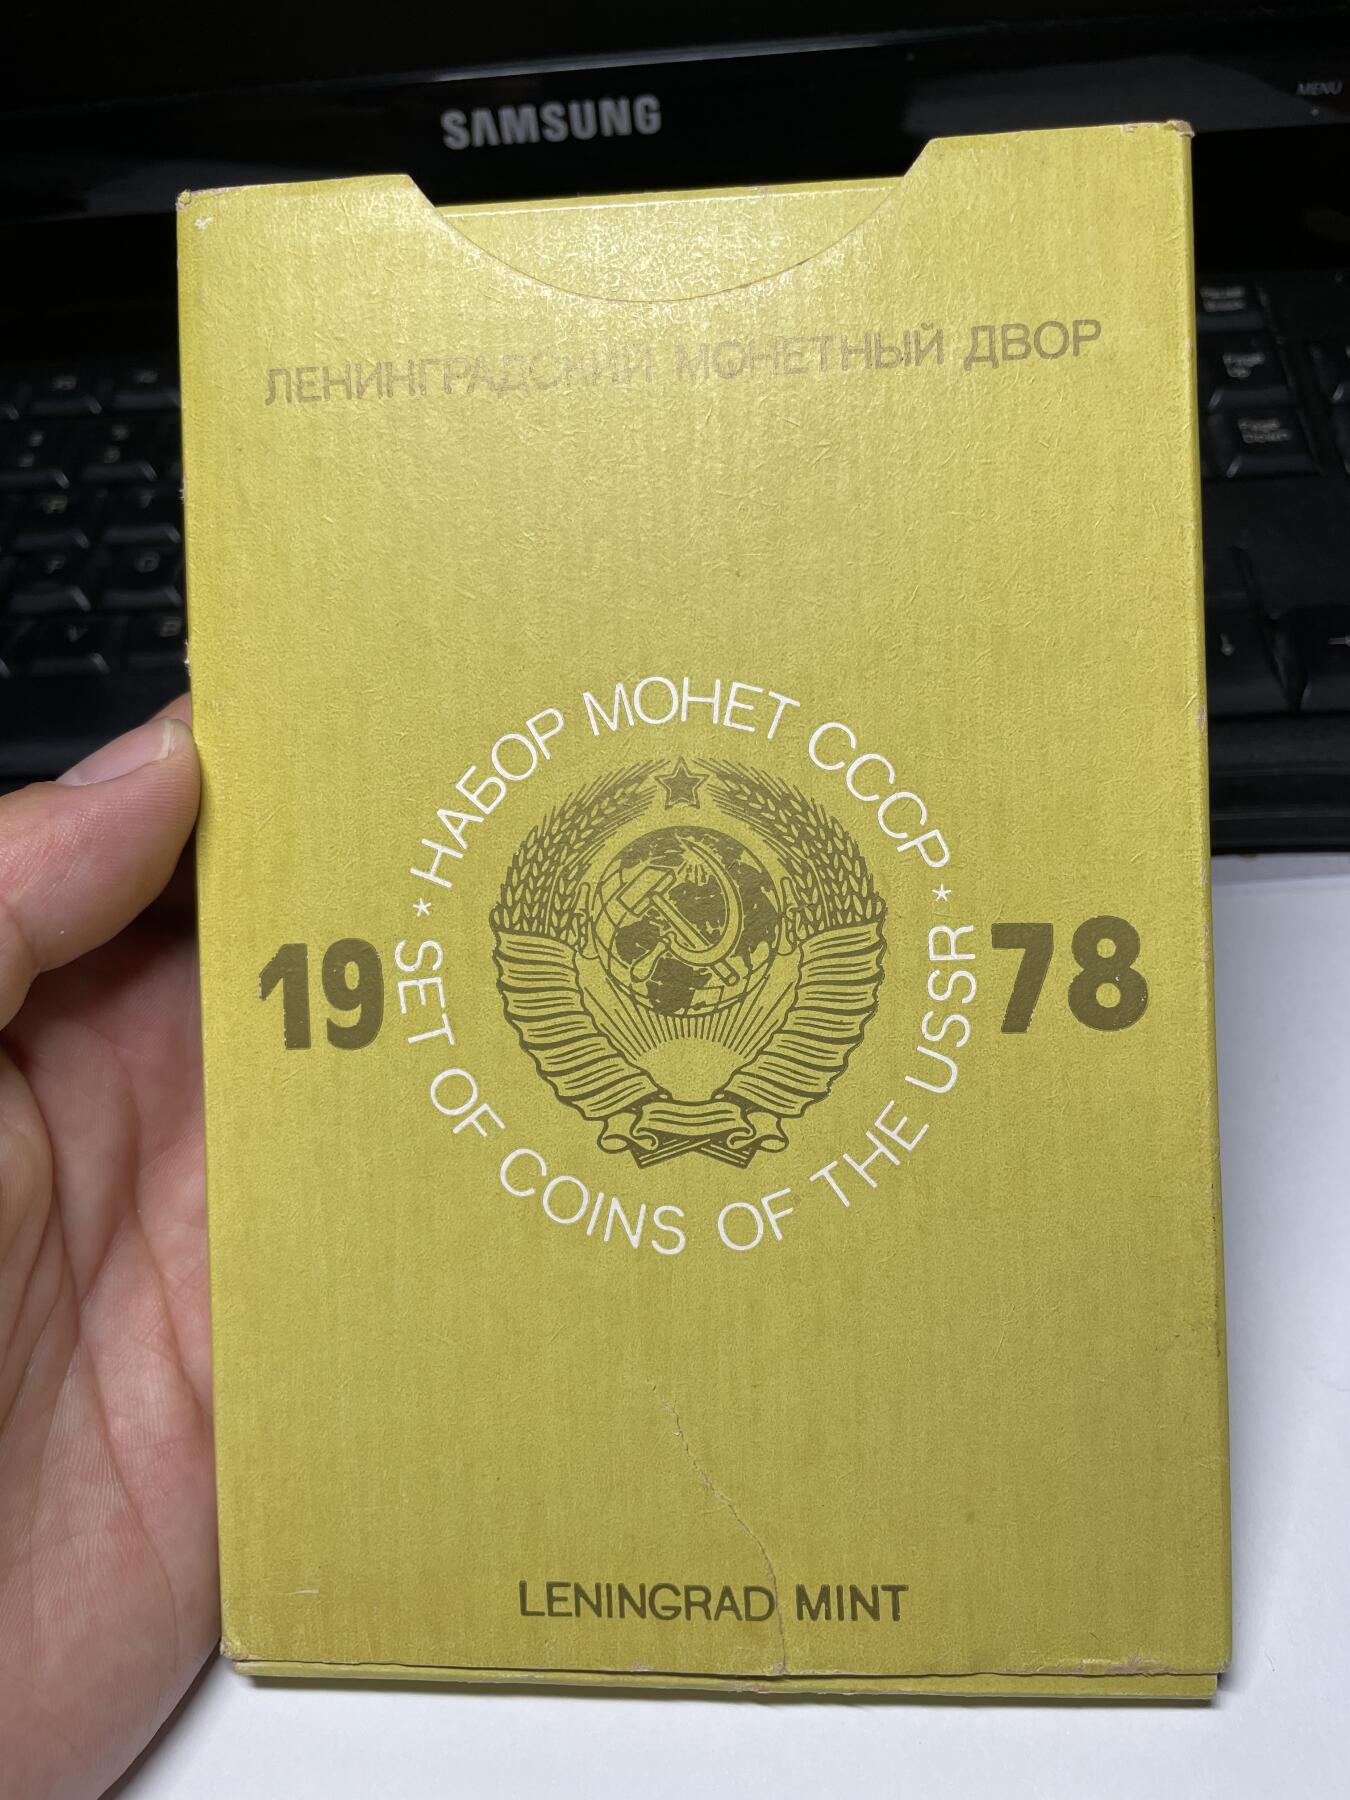 SAMSUNG
MENU
ЛЕНИНГРАДСКИЙ МОНЕТНЫЙ ДВОР
* НАБОР МОНЕТ СССР *
19
78
SET OF COINS OF THE USSR
LENINGRAD MINT